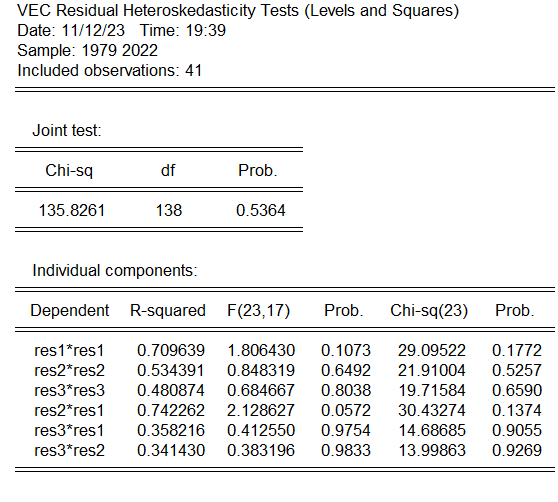 VEC Residual Heteroskedasticity Tests (Levels and Squares)
Date: 11/12/23 Time: 19:39
Sample: 1979 2022
Included observations: 41
Joint test:
Chi-sq df Prob.
135.8261 138 0.5364
Individual components:
Dependent R-squared F(23,17) Prob. Chi-sq(23) Prob.
res1*res1 0.709639 1.806430 0.1073 29.09522 0.1772
res2*res2 0.534391 0.848319 0.6492 21.91004 0.5257
res3*res3 0.480874 0.684667 0.8038 19.71584 0.6590
res2*res1 0.742262 2.128627 0.0572 30.43274 0.1374
res3*res1 0.358216 0.412550 0.9754 14.68685 0.9055
res3*res2 0.341430 0.383196 0.9833 13.99863 0.9269